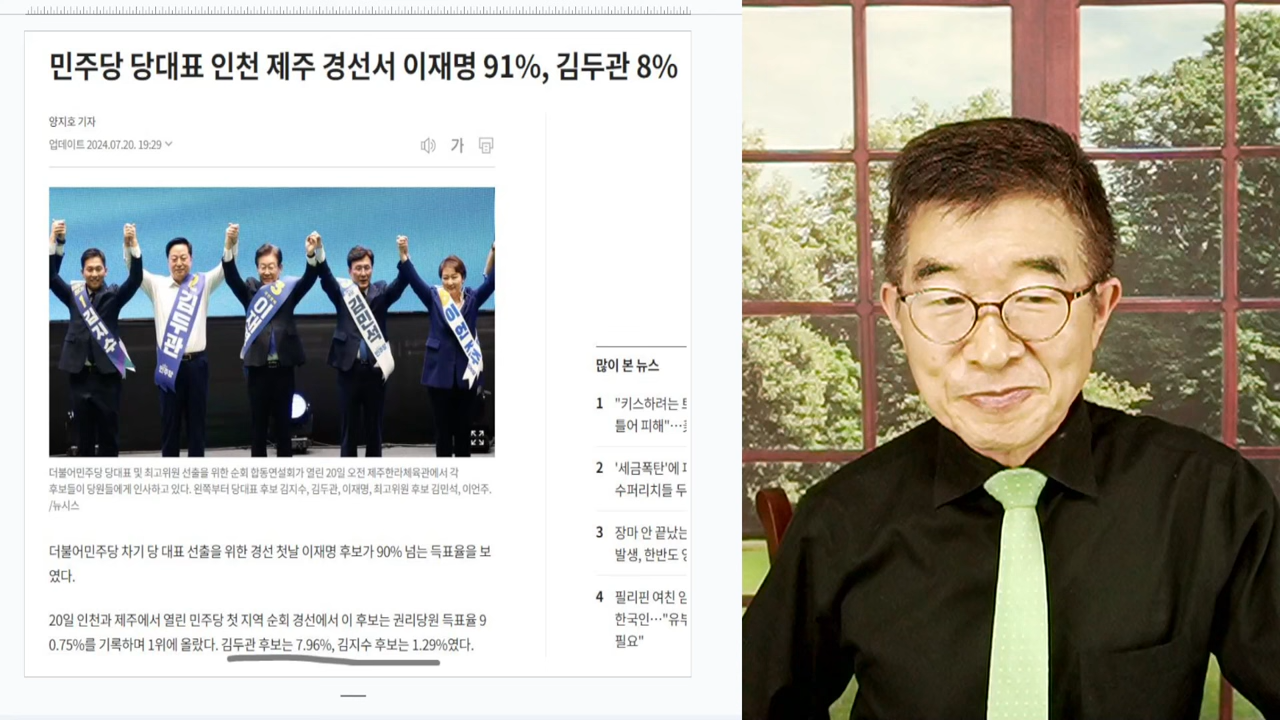 민주당 당대표 인천 제주 경선서 이재명 91%, 김두관 8%
양지호 기자
업데이트 2024.07.20. 19:29
가
김지수
김두관
더불어민주당 당대표 및 최고위원 선출을 위한 순회 합동연설회가 열린 20일 오전 제주한라체육관에서 각
후보들이 당원들에게 인사하고 있다. 왼쪽부터 당대표 후보 김지수, 김두관, 이재명, 최고위원 후보 김민석, 이언주.
/뉴시스
더불어민주당 차기 당 대표 선출을 위한 경선 첫날 이재명 후보가 90% 넘는 득표율을 보
였다.
20일 인천과 제주에서 열린 민주당 첫 지역 순회 경선에서 이 후보는 권리당원 득표율 9
0.75%를 기록하며 1위에 올랐다. 김두관 후보는 7.96%, 김지수 후보는 1.29%였다.
많이 본 뉴스
1 "키스하려는
틀어 피해"…
2 '세금폭탄'에
수퍼리치들 두
3 장마 안 끝났는
발생, 한반도
4 필리핀 여친
한국인…"유부
필요"